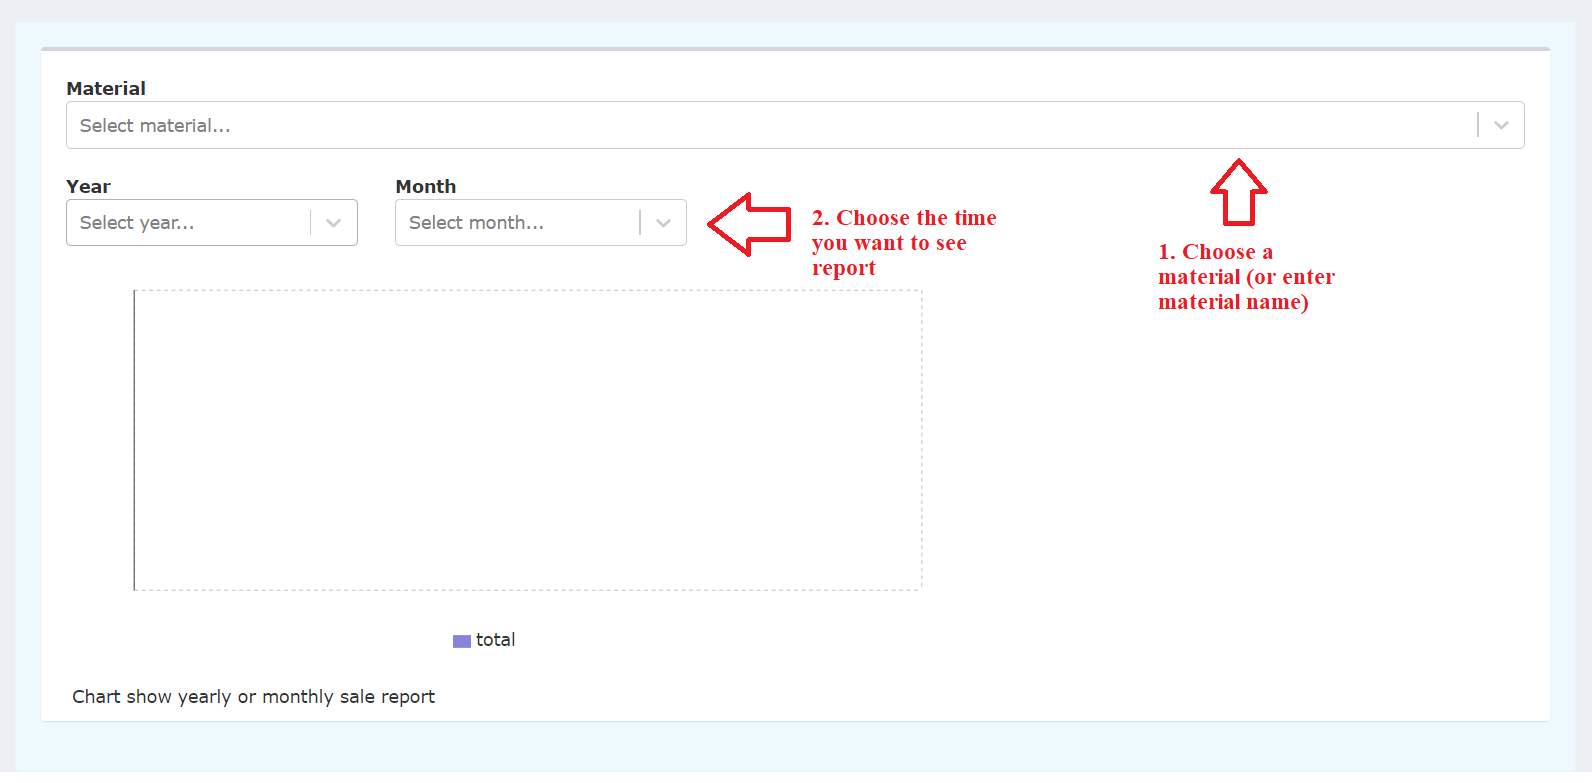 Material
Select material...
Year
Month
Select year...
Select month...
2. Choose the time
you want to see
report
1. Choose a
material (or enter
material name)
total
Chart show yearly or monthly sale report